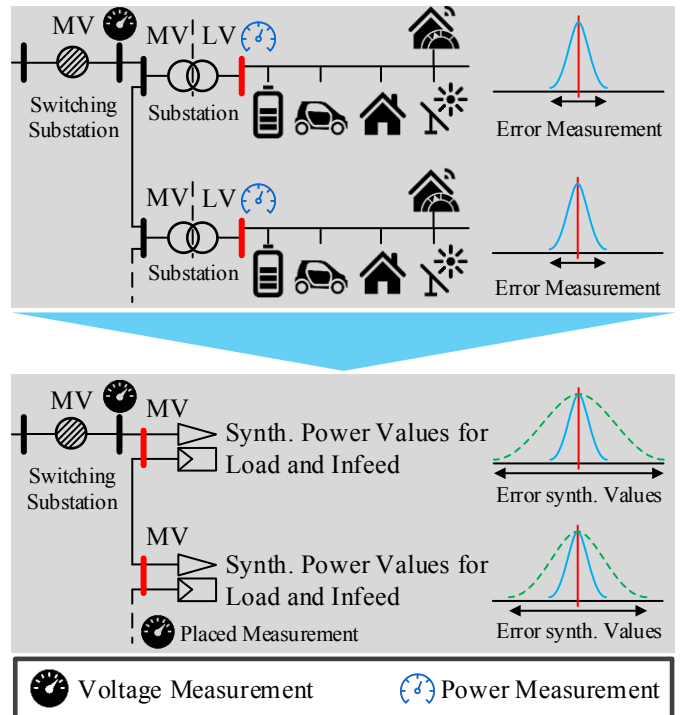 MV
MV
LV
Switching
Substation
Substation
Error Measurement
MV
LV
Substation
Error Measurement
MV
MV
Switching
Substation
Synth. Power Values for
Load and Infeed
Error synth. Values
MV
Synth. Power Values for
Load and Infeed
Error synth. Values
Placed Measurement
Voltage Measurement
Power Measurement